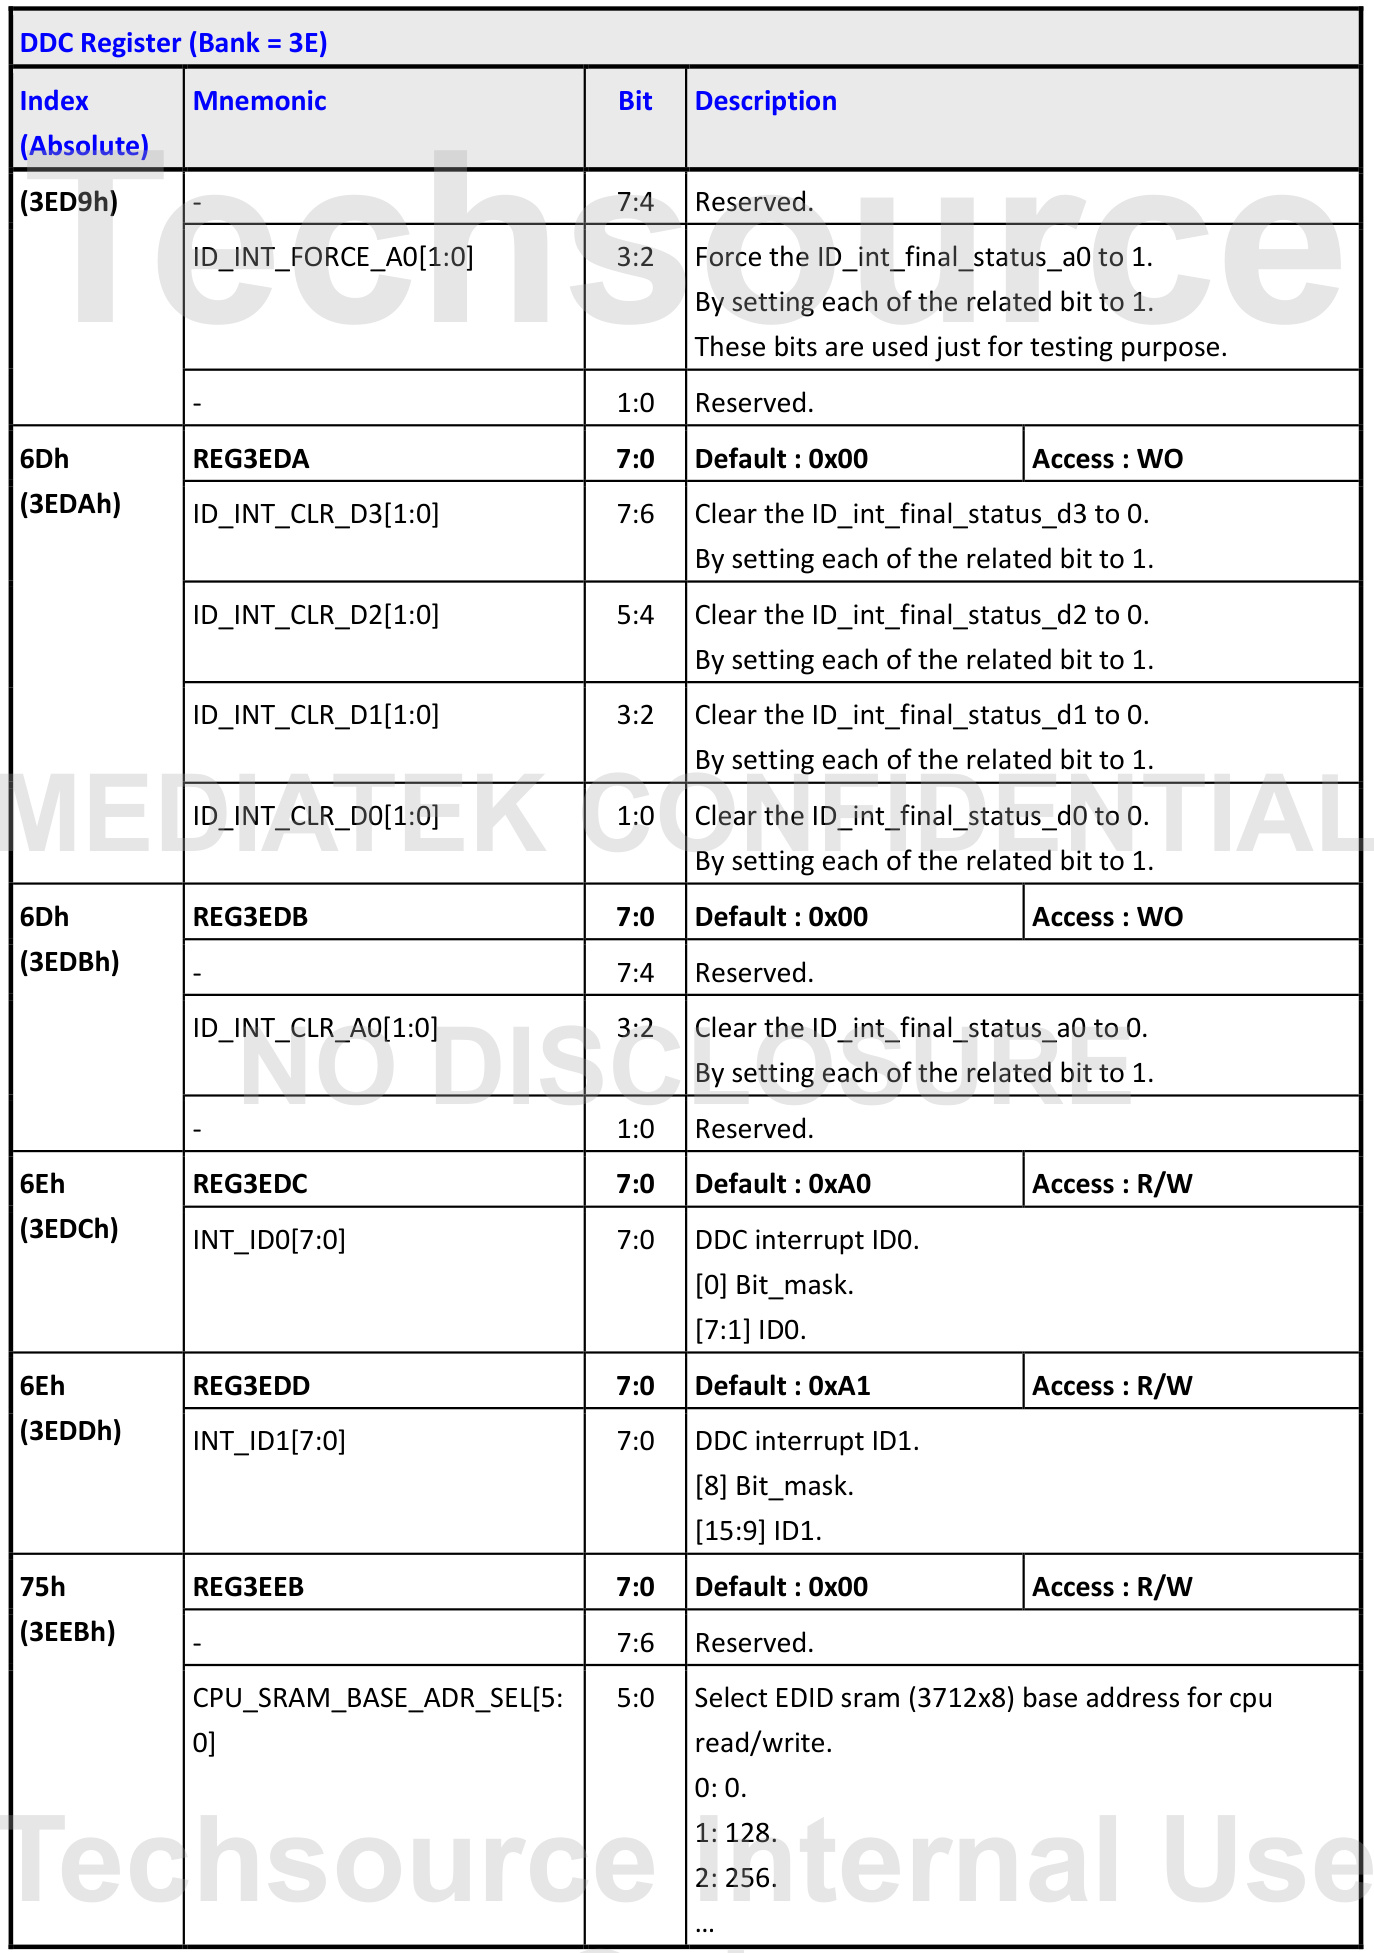 DDC Register (Bank = 3E)
Index
(Absolute)
Mnemonic
Bit
Description
(3ED9h)
-
7:4
Reserved.
ID_INT_FORCE_A0[1:0]
3:2
Force the ID_int_final_status_a0 to 1.
By setting each of the related bit to 1.
These bits are used just for testing purpose.
-
1:0
Reserved.
6Dh
(3EDAh)
REG3EDA
7:0
Default : 0x00
Access : WO
ID_INT_CLR_D3[1:0]
7:6
Clear the ID_int_final_status_d3 to 0.
By setting each of the related bit to 1.
ID_INT_CLR_D2[1:0]
5:4
Clear the ID_int_final_status_d2 to 0.
By setting each of the related bit to 1.
ID_INT_CLR_D1[1:0]
3:2
Clear the ID_int_final_status_d1 to 0.
By setting each of the related bit to 1.
ID_INT_CLR_D0[1:0]
1:0
Clear the ID_int_final_status_d0 to 0.
By setting each of the related bit to 1.
6Dh
(3EDBh)
REG3EDB
7:0
Default : 0x00
Access : WO
-
7:4
Reserved.
ID_INT_CLR_A0[1:0]
3:2
Clear the ID_int_final_status_a0 to 0.
By setting each of the related bit to 1.
-
1:0
Reserved.
6Eh
(3EDCh)
REG3EDC
7:0
Default : 0xA0
Access : R/W
INT_ID0[7:0]
7:0
DDC interrupt ID0.
[0] Bit_mask.
[7:1] ID0.
6Eh
(3EDDh)
REG3EDD
7:0
Default : 0xA1
Access : R/W
INT_ID1[7:0]
7:0
DDC interrupt ID1.
[8] Bit_mask.
[15:9] ID1.
75h
(3EEBh)
REG3EEB
7:0
Default : 0x00
Access : R/W
-
7:6
Reserved.
CPU_SRAM_BASE_ADR_SEL[5:
0]
5:0
Select EDID sram (3712x8) base address for cpu
read/write.
0: 0.
1: 128.
2: 256.
...
Techsource
MEDIATEK CONFIDENTIAL
NO DISCLOSURE
Techsource Internal Use